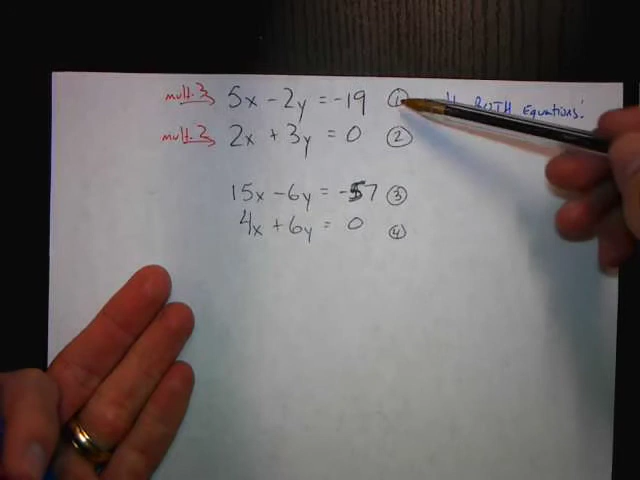 mult. 3 5x - 2y = -19 ① BOTH Equations!
mult. 2 2x + 3y = 0 ②
15x - 6y = -57 ③
4x + 6y = 0 ④